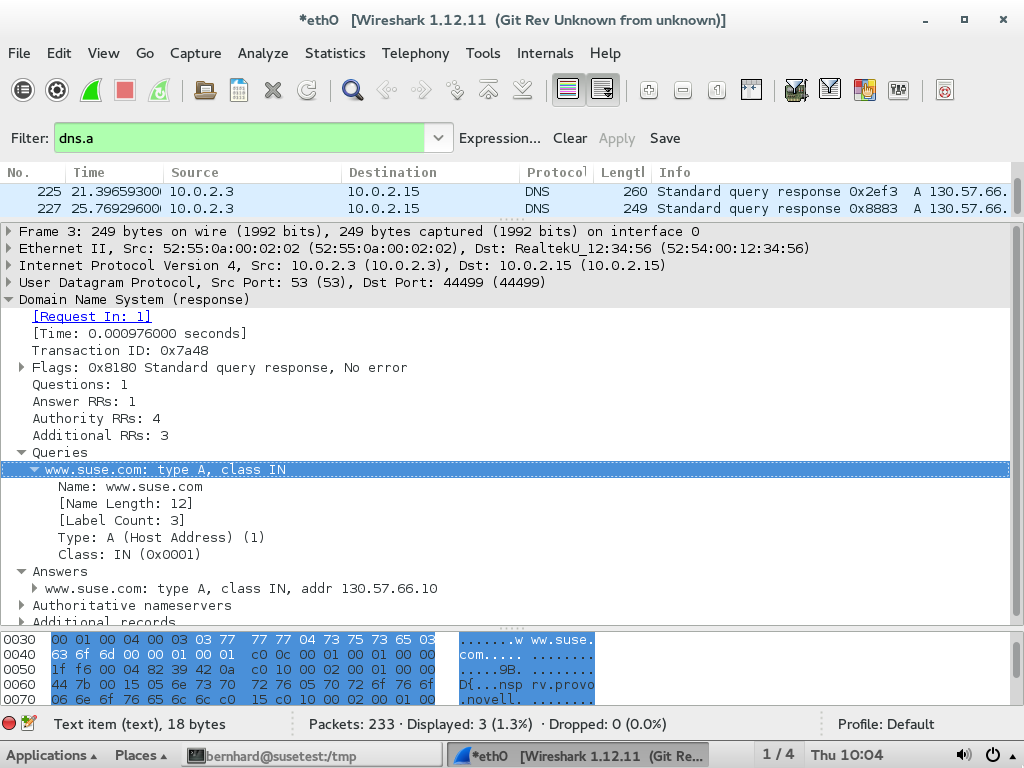 *eth0 [Wireshark 1.12.11 (Git Rev Unknown from unknown)]
File Edit View Go Capture Analyze Statistics Telephony Tools Internals Help
Filter: dns.a Expression... Clear Apply Save
No. Time Source Destination Protocol Lengtl Info
225 21.396593000 10.0.2.3 10.0.2.15 DNS 260 Standard query response 0x2ef3 A 130.57.66.
227 25.769296000 10.0.2.3 10.0.2.15 DNS 249 Standard query response 0x8883 A 130.57.66.
Frame 3: 249 bytes on wire (1992 bits), 249 bytes captured (1992 bits) on interface 0
Ethernet II, Src: 52:55:0a:00:02:02 (52:55:0a:00:02:02), Dst: RealtekU_12:34:56 (52:54:00:12:34:56)
Internet Protocol Version 4, Src: 10.0.2.3 (10.0.2.3), Dst: 10.0.2.15 (10.0.2.15)
User Datagram Protocol, Src Port: 53 (53), Dst Port: 44499 (44499)
Domain Name System (response)
[Request In: 1]
[Time: 0.000976000 seconds]
Transaction ID: 0x7a48
Flags: 0x8180 Standard query response, No error
Questions: 1
Answer RRs: 1
Authority RRs: 4
Additional RRs: 3
Queries
www.suse.com: type A, class IN
Name: www.suse.com
[Name Length: 12]
[Label Count: 3]
Type: A (Host Address) (1)
Class: IN (0x0001)
Answers
www.suse.com: type A, class IN, addr 130.57.66.10
Authoritative nameservers
Additional records
0030 00 01 00 04 00 03 03 77 77 77 04 73 75 73 65 03 .......w ww.suse.
0040 63 6f 6d 00 00 01 00 01 c0 0c 00 01 00 01 00 00 com..... ........
0050 1f f6 00 04 82 39 42 0a c0 10 00 02 00 01 00 00 .....9B. ........
0060 44 7b 00 15 05 6e 73 70 72 76 05 70 72 6f 76 6f D{...nsp rv.provo
0070 06 6e 6f 76 65 6c 6c c0 15 c0 10 00 02 00 01 00 .novell. ........
Text item (text), 18 bytes Packets: 233 · Displayed: 3 (1.3%) · Dropped: 0 (0.0%) Profile: Default
Applications Places bernhard@susetest:/tmp *eth0 [Wireshark 1.12.11 (Git Re... 1 / 4 Thu 10:04